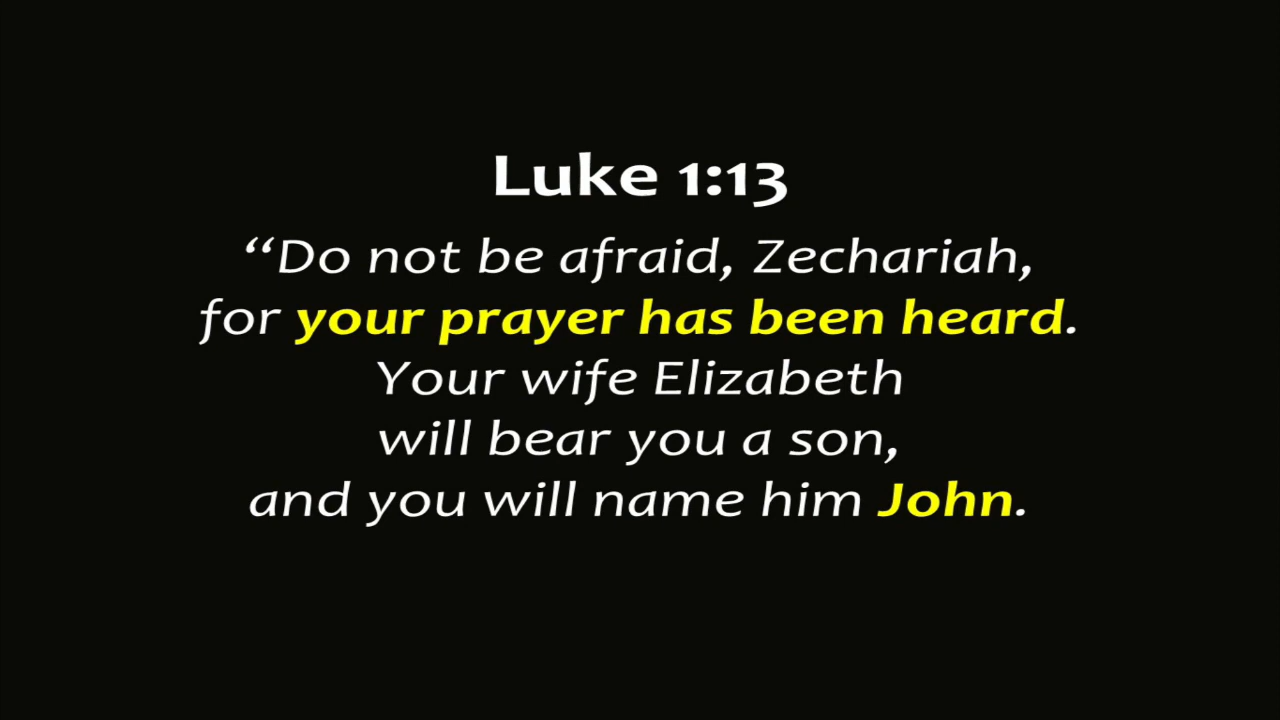 Luke 1:13
“Do not be afraid, Zechariah,
for your prayer has been heard.
Your wife Elizabeth
will bear you a son,
and you will name him John.